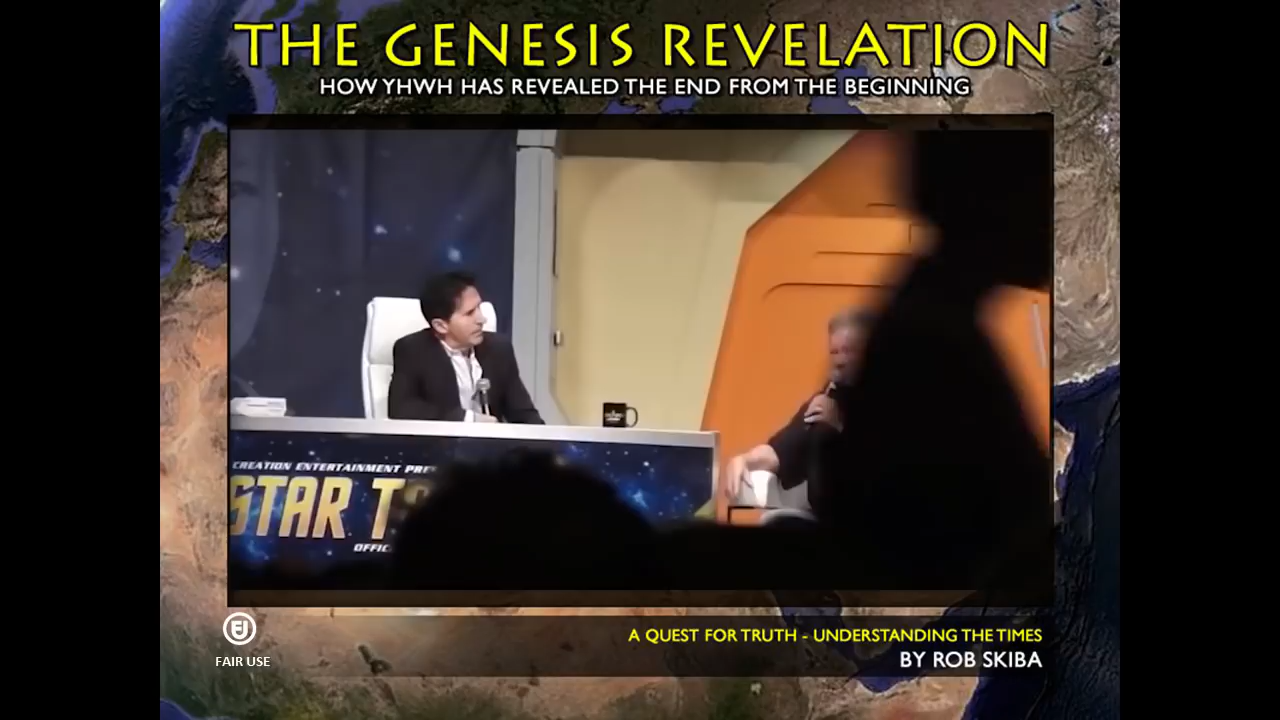 THE GENESIS REVELATION
HOW YHWH HAS REVEALED THE END FROM THE BEGINNING
CREATION ENTERTAINMENT
STAR
A QUEST FOR TRUTH - UNDERSTANDING THE TIMES
BY ROB SKIBA
FAIR USE